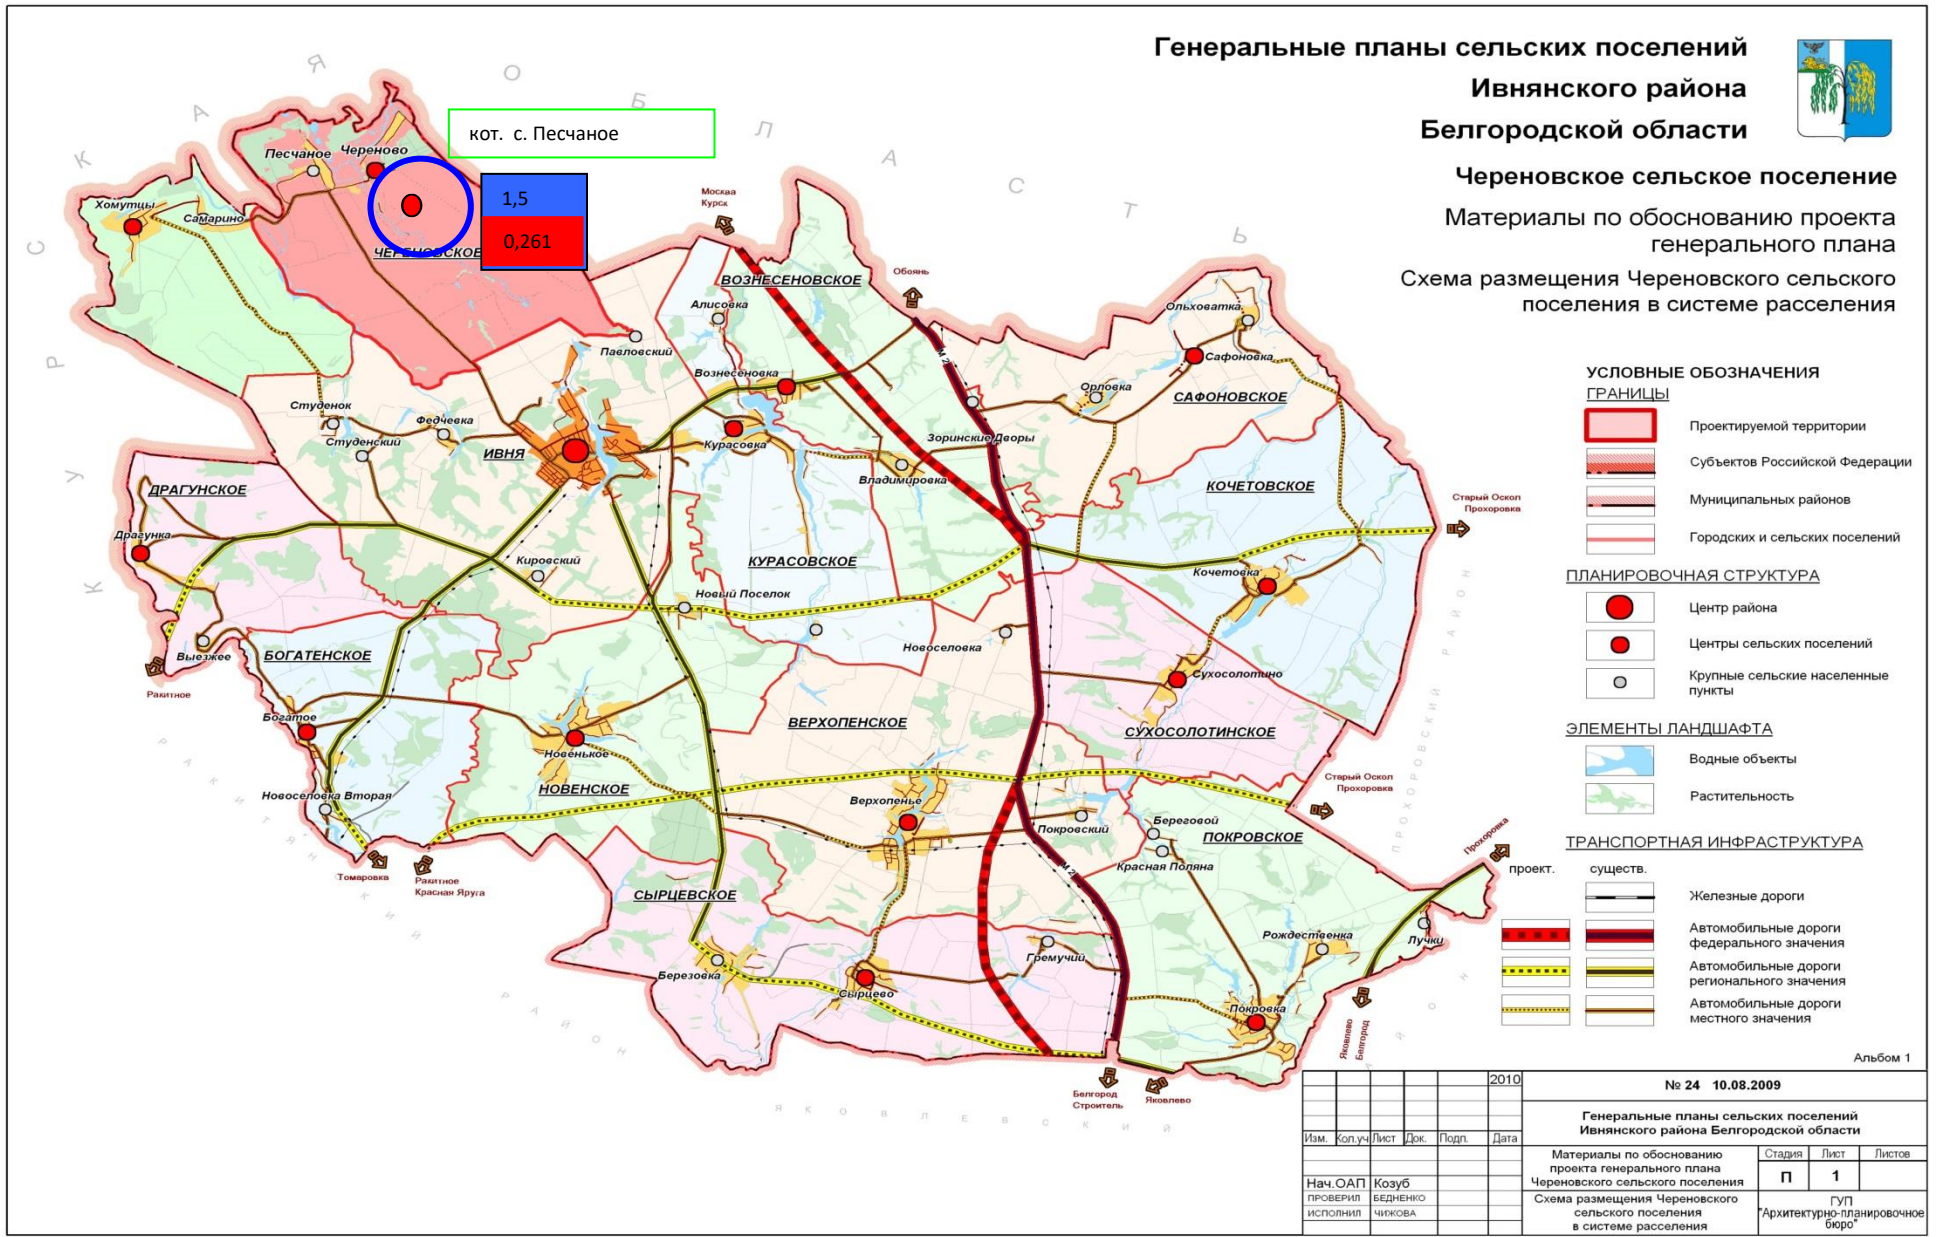 Генеральные планы сельских поселений
Ивнянского района
Белгородской области
Череновское сельское поселение
Материалы по обоснованию проекта
генерального плана
Схема размещения Череновского сельского
поселения в системе расселения
К У Р С К А Я О Б Л А С Т Ь
кот. с. Песчаное
1,5
0,261
Песчаное
Череново
Хомутцы
Самарино
ЧЕРЕНОВСКОЕ
Москва
Курск
ВОЗНЕСЕНОВСКОЕ
Обоянь
Алисовка
Ольховатка
Павловский
Сафоновка
Вознесеновка
Орловка
САФОНОВСКОЕ
М 2
Студенок
Федчевка
Студенский
ИВНЯ
Курасовка
Зоринские Дворы
Владимировка
ДРАГУНСКОЕ
КОЧЕТОВСКОЕ
Старый Оскол
Прохоровка
Драгунка
Кировский
КУРАСОВСКОЕ
Кочетовка
Новый Поселок
Выезжее
БОГАТЕНСКОЕ
Новоселовка
Сухосолотино
Ракитное
Богатое
ВЕРХОПЕНСКОЕ
СУХОСОЛОТИНСКОЕ
Новенькое
НОВЕНСКОЕ
Новоселовка Вторая
Верхопенье
Старый Оскол
Прохоровка
Покровский
Береговой
ПОКРОВСКОЕ
Красная Поляна
Прохоровка
М 2
Томаровка
Ракитное
Красная Яруга
СЫРЦЕВСКОЕ
Рождественка
Лучки
Гремучий
Березовка
Сырцево
Покровка
Яковлево
Белгород
Белгород
Строитель
Яковлево
Р А К И Т Я Н С К И Й
Р А Й О Н
Я К О В Л Е В С К И Й
Р А Й О Н
П Р О Х О Р О В С К И Й
Р А Й О Н
УСЛОВНЫЕ ОБОЗНАЧЕНИЯ
ГРАНИЦЫ
Проектируемой территории
Субъектов Российской Федерации
Муниципальных районов
Городских и сельских поселений
ПЛАНИРОВОЧНАЯ СТРУКТУРА
Центр района
Центры сельских поселений
Крупные сельские населенные
пункты
ЭЛЕМЕНТЫ ЛАНДШАФТА
Водные объекты
Растительность
ТРАНСПОРТНАЯ ИНФРАСТРУКТУРА
проект. существ.
Железные дороги
Автомобильные дороги
федерального значения
Автомобильные дороги
регионального значения
Автомобильные дороги
местного значения
Альбом 1
2010
№ 24 10.08.2009
Генеральные планы сельских поселений
Ивнянского района Белгородской области
Изм. Кол.уч Лист Док. Подп. Дата
Материалы по обоснованию
проекта генерального плана
Череновского сельского поселения
Стадия Лист Листов
П 1
Нач.ОАП Козуб
ПРОВЕРИЛ БЕДНЕНКО
ИСПОЛНИЛ ЧИЖОВА
Схема размещения Череновского
сельского поселения
в системе расселения
ГУП
"Архитектурно-планировочное
бюро"